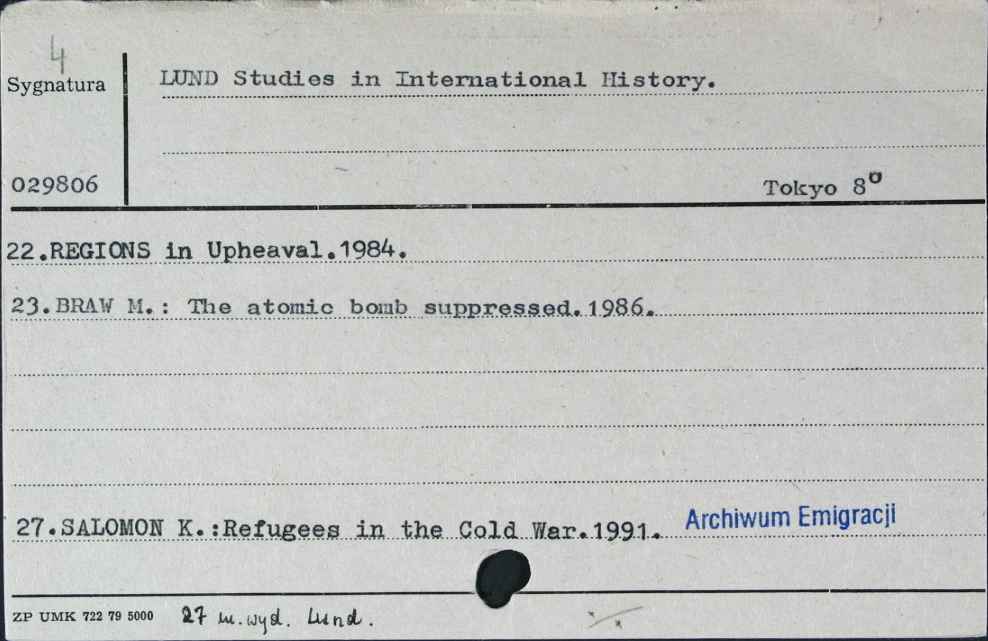 4
Sygnatura
LUND Studies in International History.
029806
Tokyo 8º
22.REGIONS in Upheaval.1984.
23.BRAW M.: The atomic bomb suppressed.1986.
27.SALOMON K.:Refugees in the Cold War.1991.
Archiwum Emigracji
ZP UMK 722 79 5000
27 m.wyd. Lund.